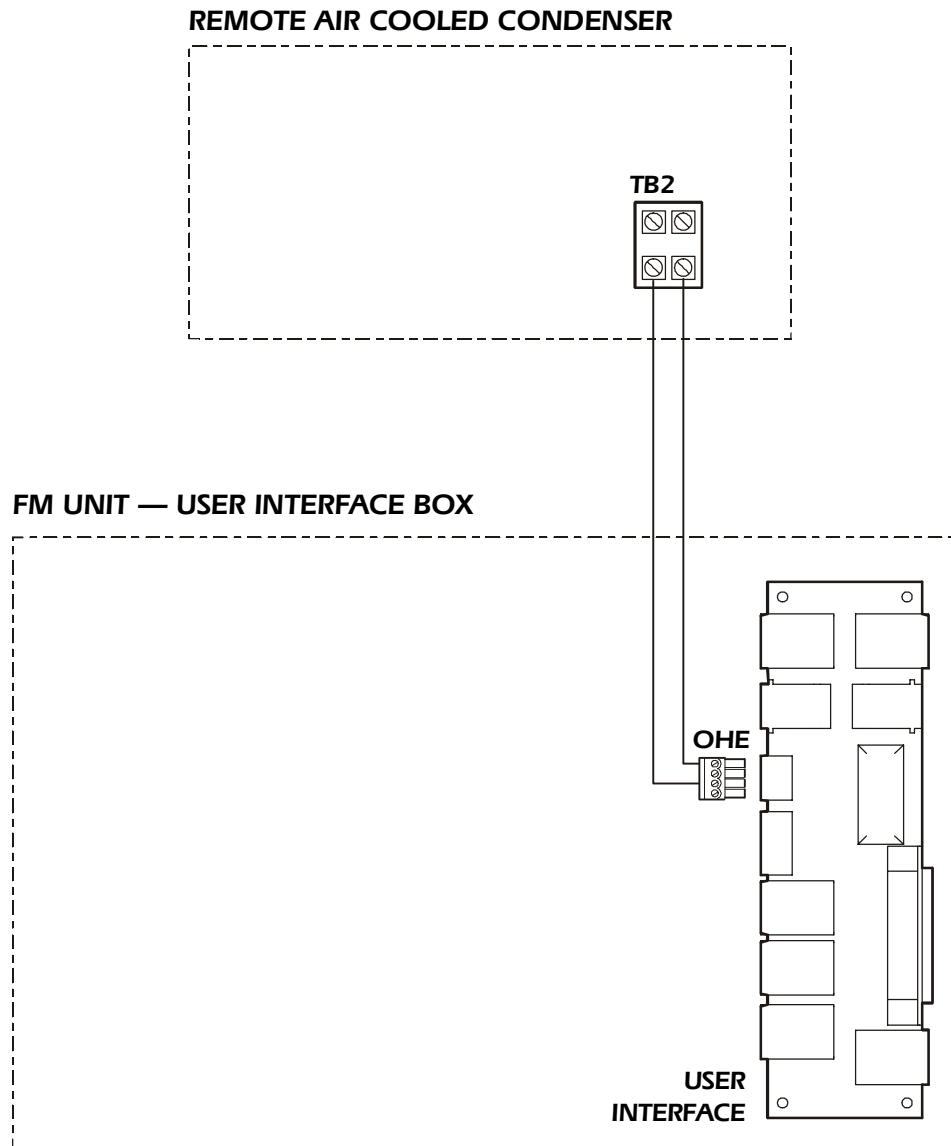 REMOTE AIR COOLED CONDENSER
TB2
FM UNIT — USER INTERFACE BOX
OHE
USER
INTERFACE